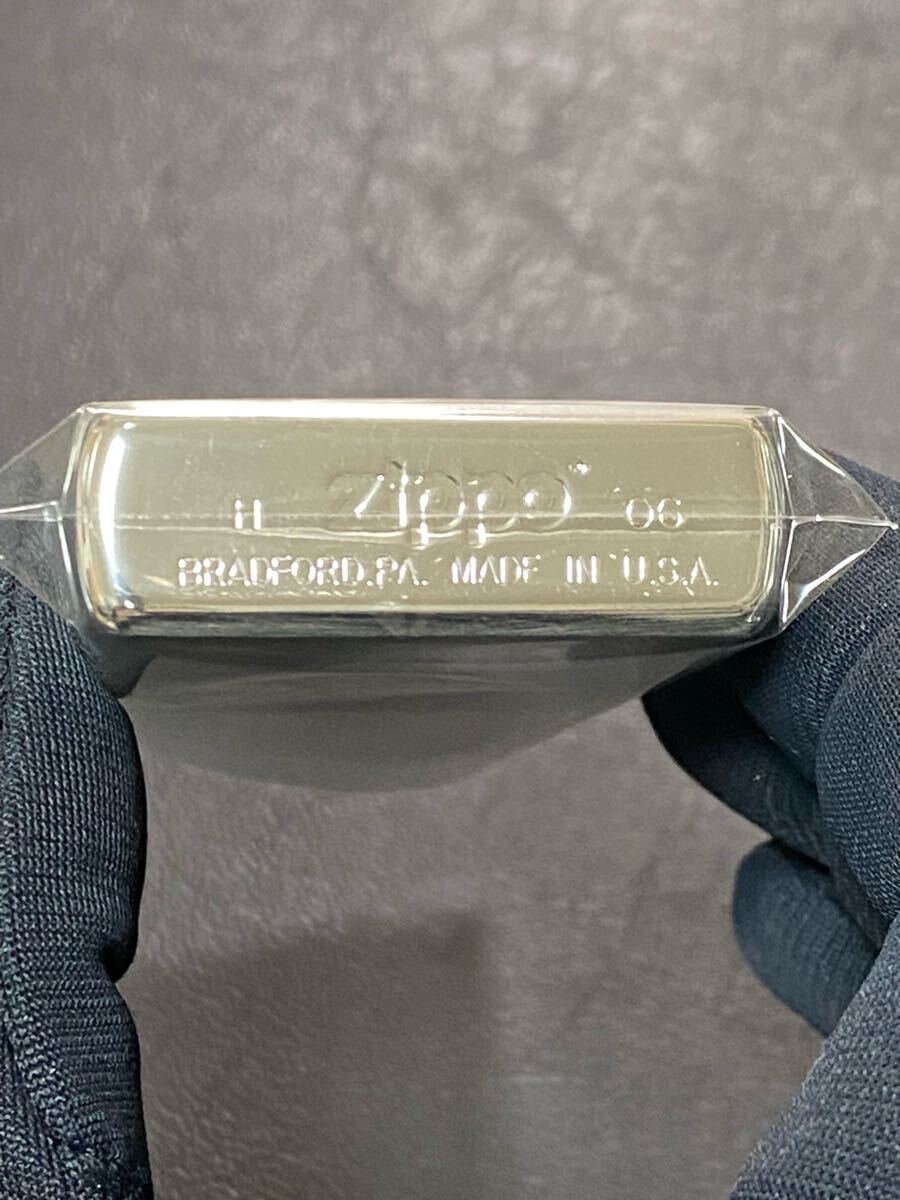 H Zippo ® 06
BRADFORD,PA. MADE IN U.S.A.